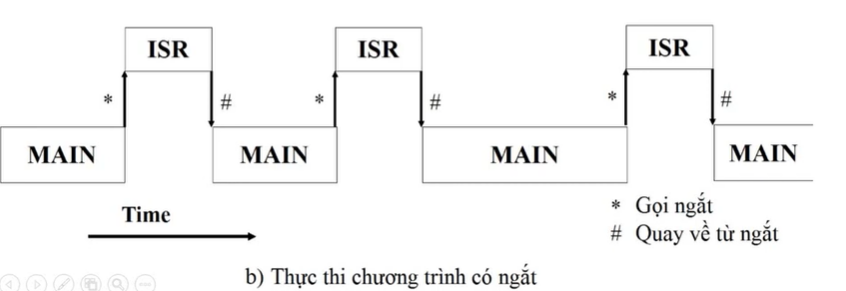 ISR
ISR
ISR
* # * # * #
MAIN
MAIN
MAIN
MAIN
Time
* Gọi ngắt
# Quay về từ ngắt
b) Thực thi chương trình có ngắt